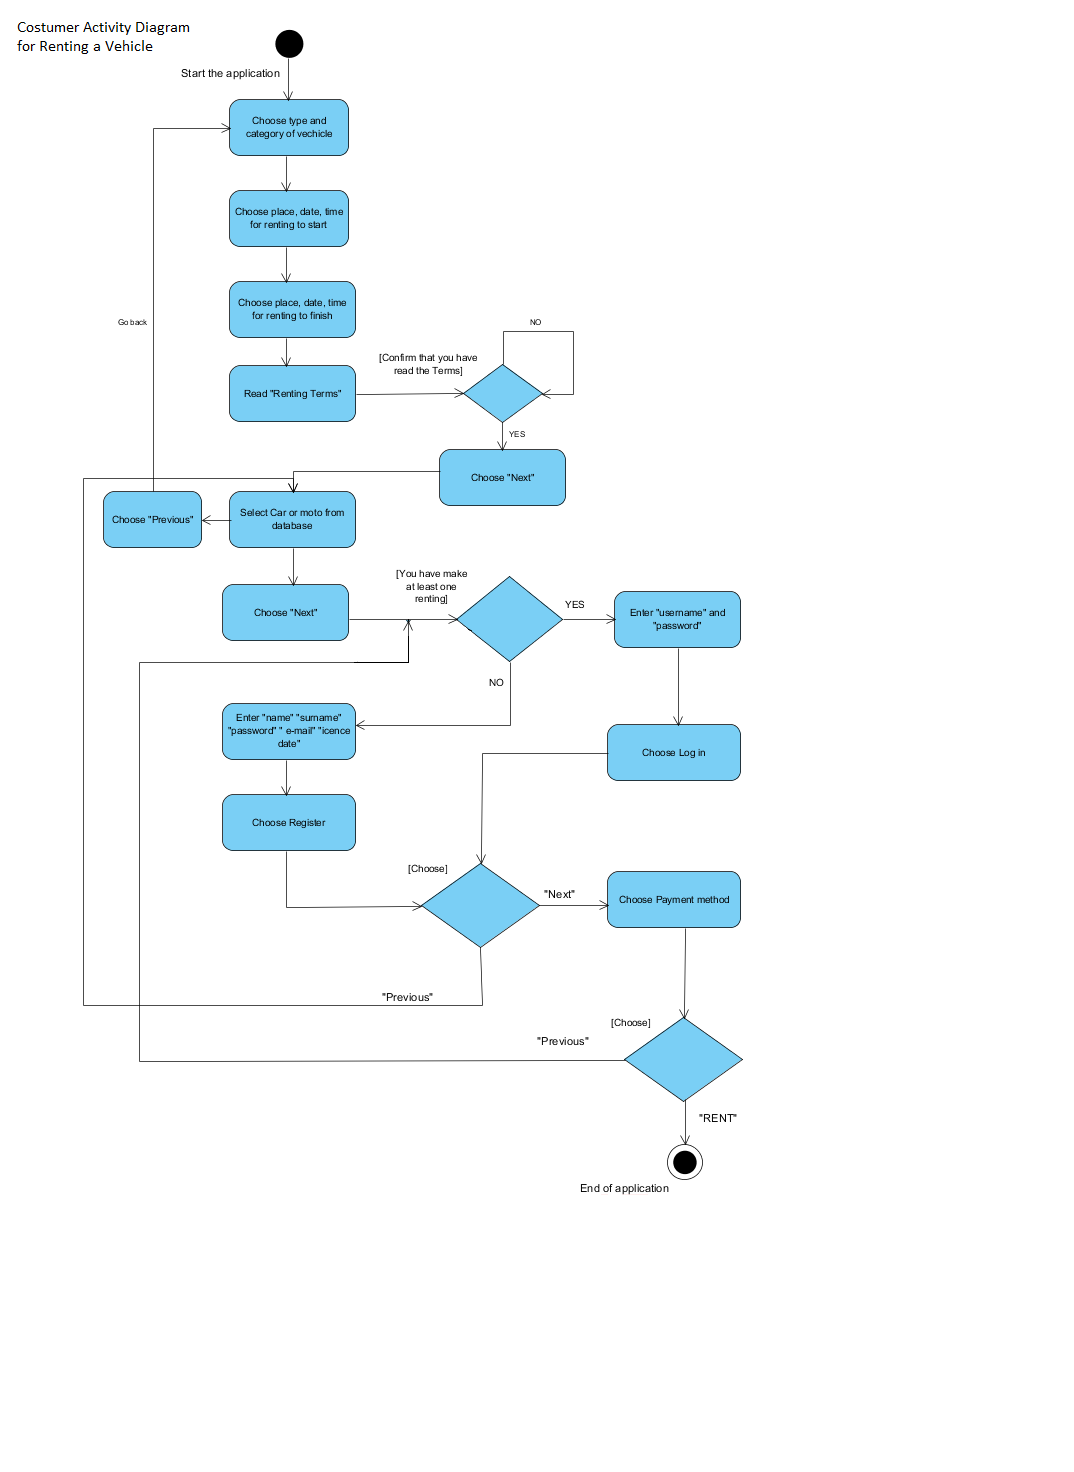 Costumer Activity Diagram
for Renting a Vehicle
Start the application
Choose type and
category of vechicle
Choose place, date, time
for renting to start
Choose place, date, time
for renting to finish
Go back
NO
[Confirm that you have
read the Terms]
Read "Renting Terms"
YES
Choose "Next"
Choose "Previous"
Select Car or moto from
database
[You have make
at least one
renting]
Choose "Next"
YES
Enter "username" and
"password"
NO
Enter "name" "surname"
"password" " e-mail" "icence
date"
Choose Log in
Choose Register
[Choose]
"Next"
Choose Payment method
"Previous"
[Choose]
"Previous"
"RENT"
End of application